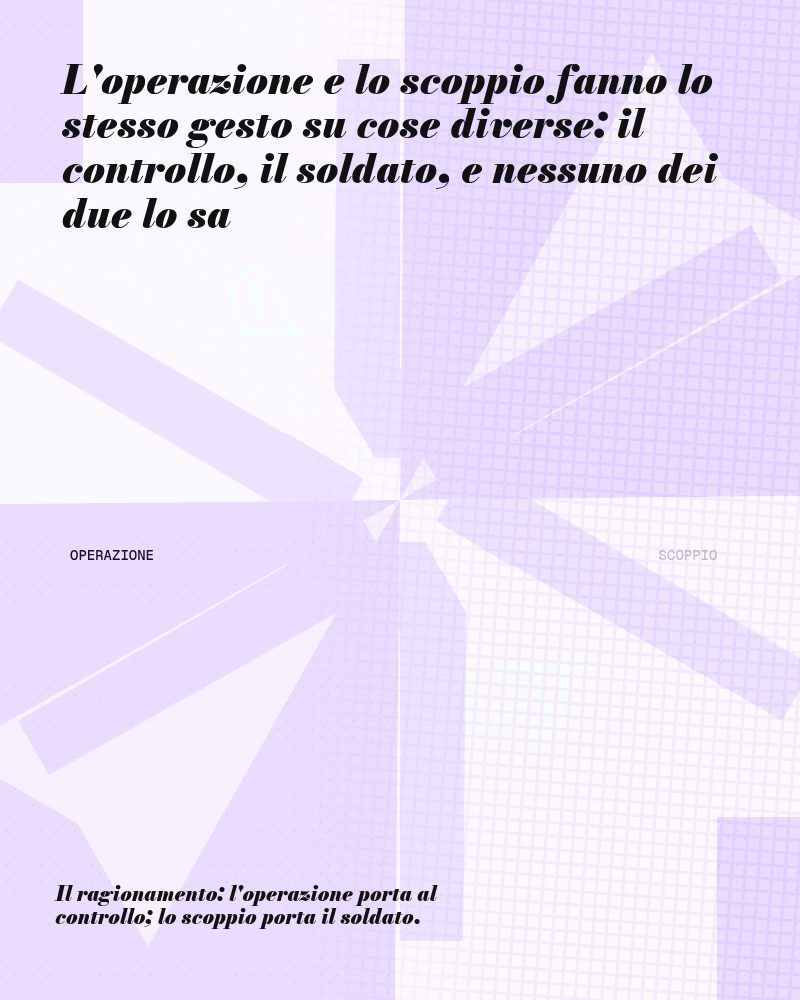 L'operazione e lo scoppio fanno lo
stesso gesto su cose diverse: il
controllo, il soldato, e nessuno dei
due lo sa
OPERAZIONE
SCOPPIO
Il ragionamento: l'operazione porta al
controllo; lo scoppio porta il soldato.